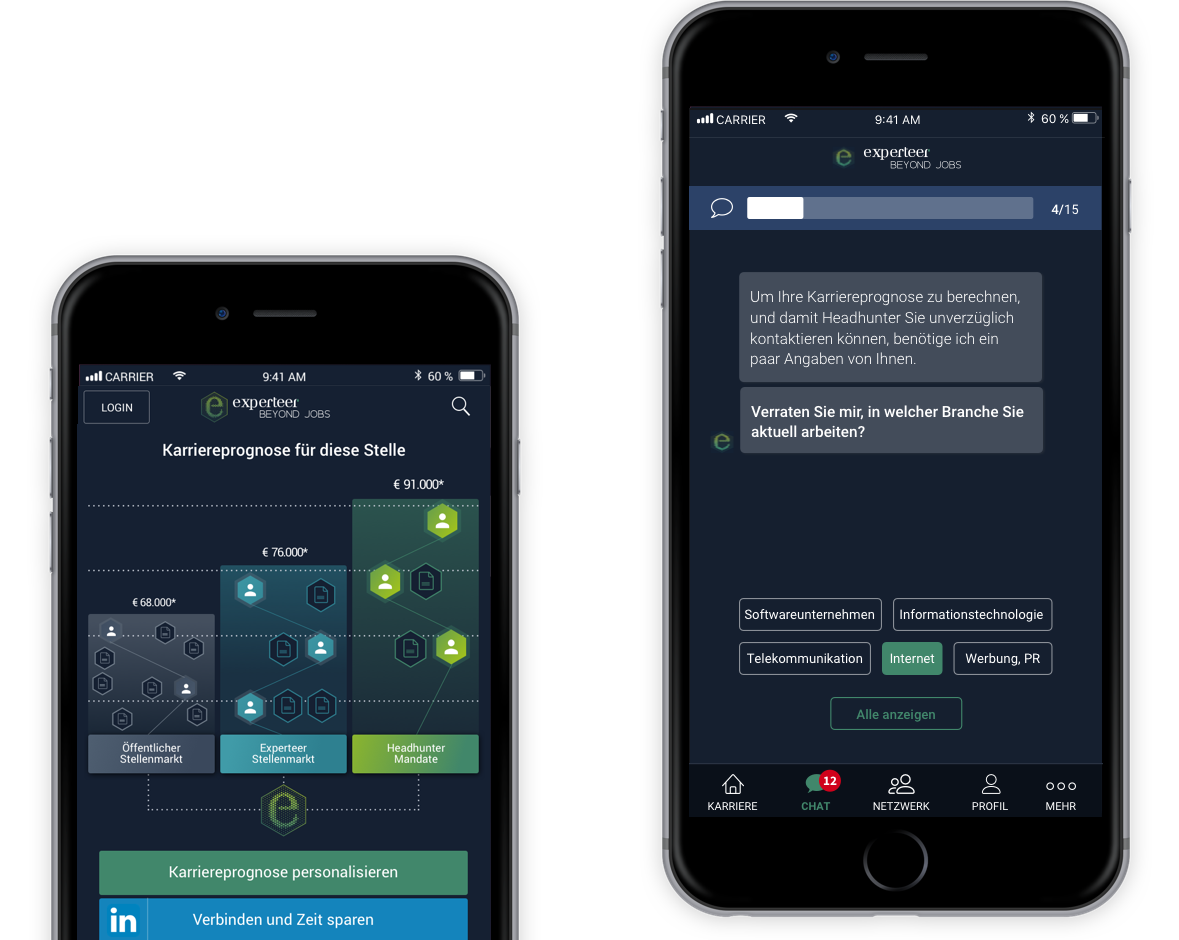 CARRIER 9:41 AM 60 %
LOGIN
e experteer
BEYOND JOBS
Karriereprognose für diese Stelle
€ 91.000*
€ 76.000*
€ 68.000*
Öffentlicher
Stellenmarkt
Experteer
Stellenmarkt
Headhunter
Mandate
e
Karriereprognose personalisieren
in Verbinden und Zeit sparen
CARRIER 9:41 AM 60 %
e experteer
BEYOND JOBS
4/15
Um Ihre Karriereprognose zu berechnen,
und damit Headhunter Sie unverzüglich
kontaktieren können, benötige ich ein
paar Angaben von Ihnen.
Verraten Sie mir, in welcher Branche Sie
aktuell arbeiten?
e
Softwareunternehmen Informationstechnologie
Telekommunikation Internet Werbung, PR
Alle anzeigen
12
KARRIERE CHAT NETZWERK PROFIL MEHR